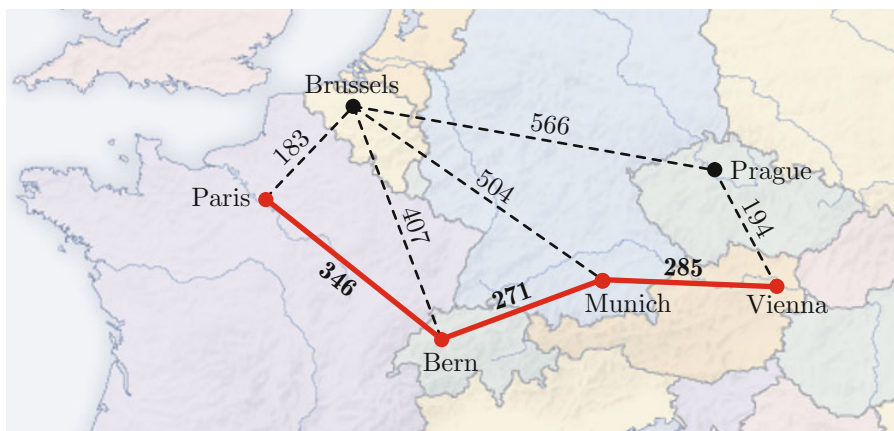 Brussels
566
183
Prague
504
Paris
407
194
346
285
271
Munich
Vienna
Bern